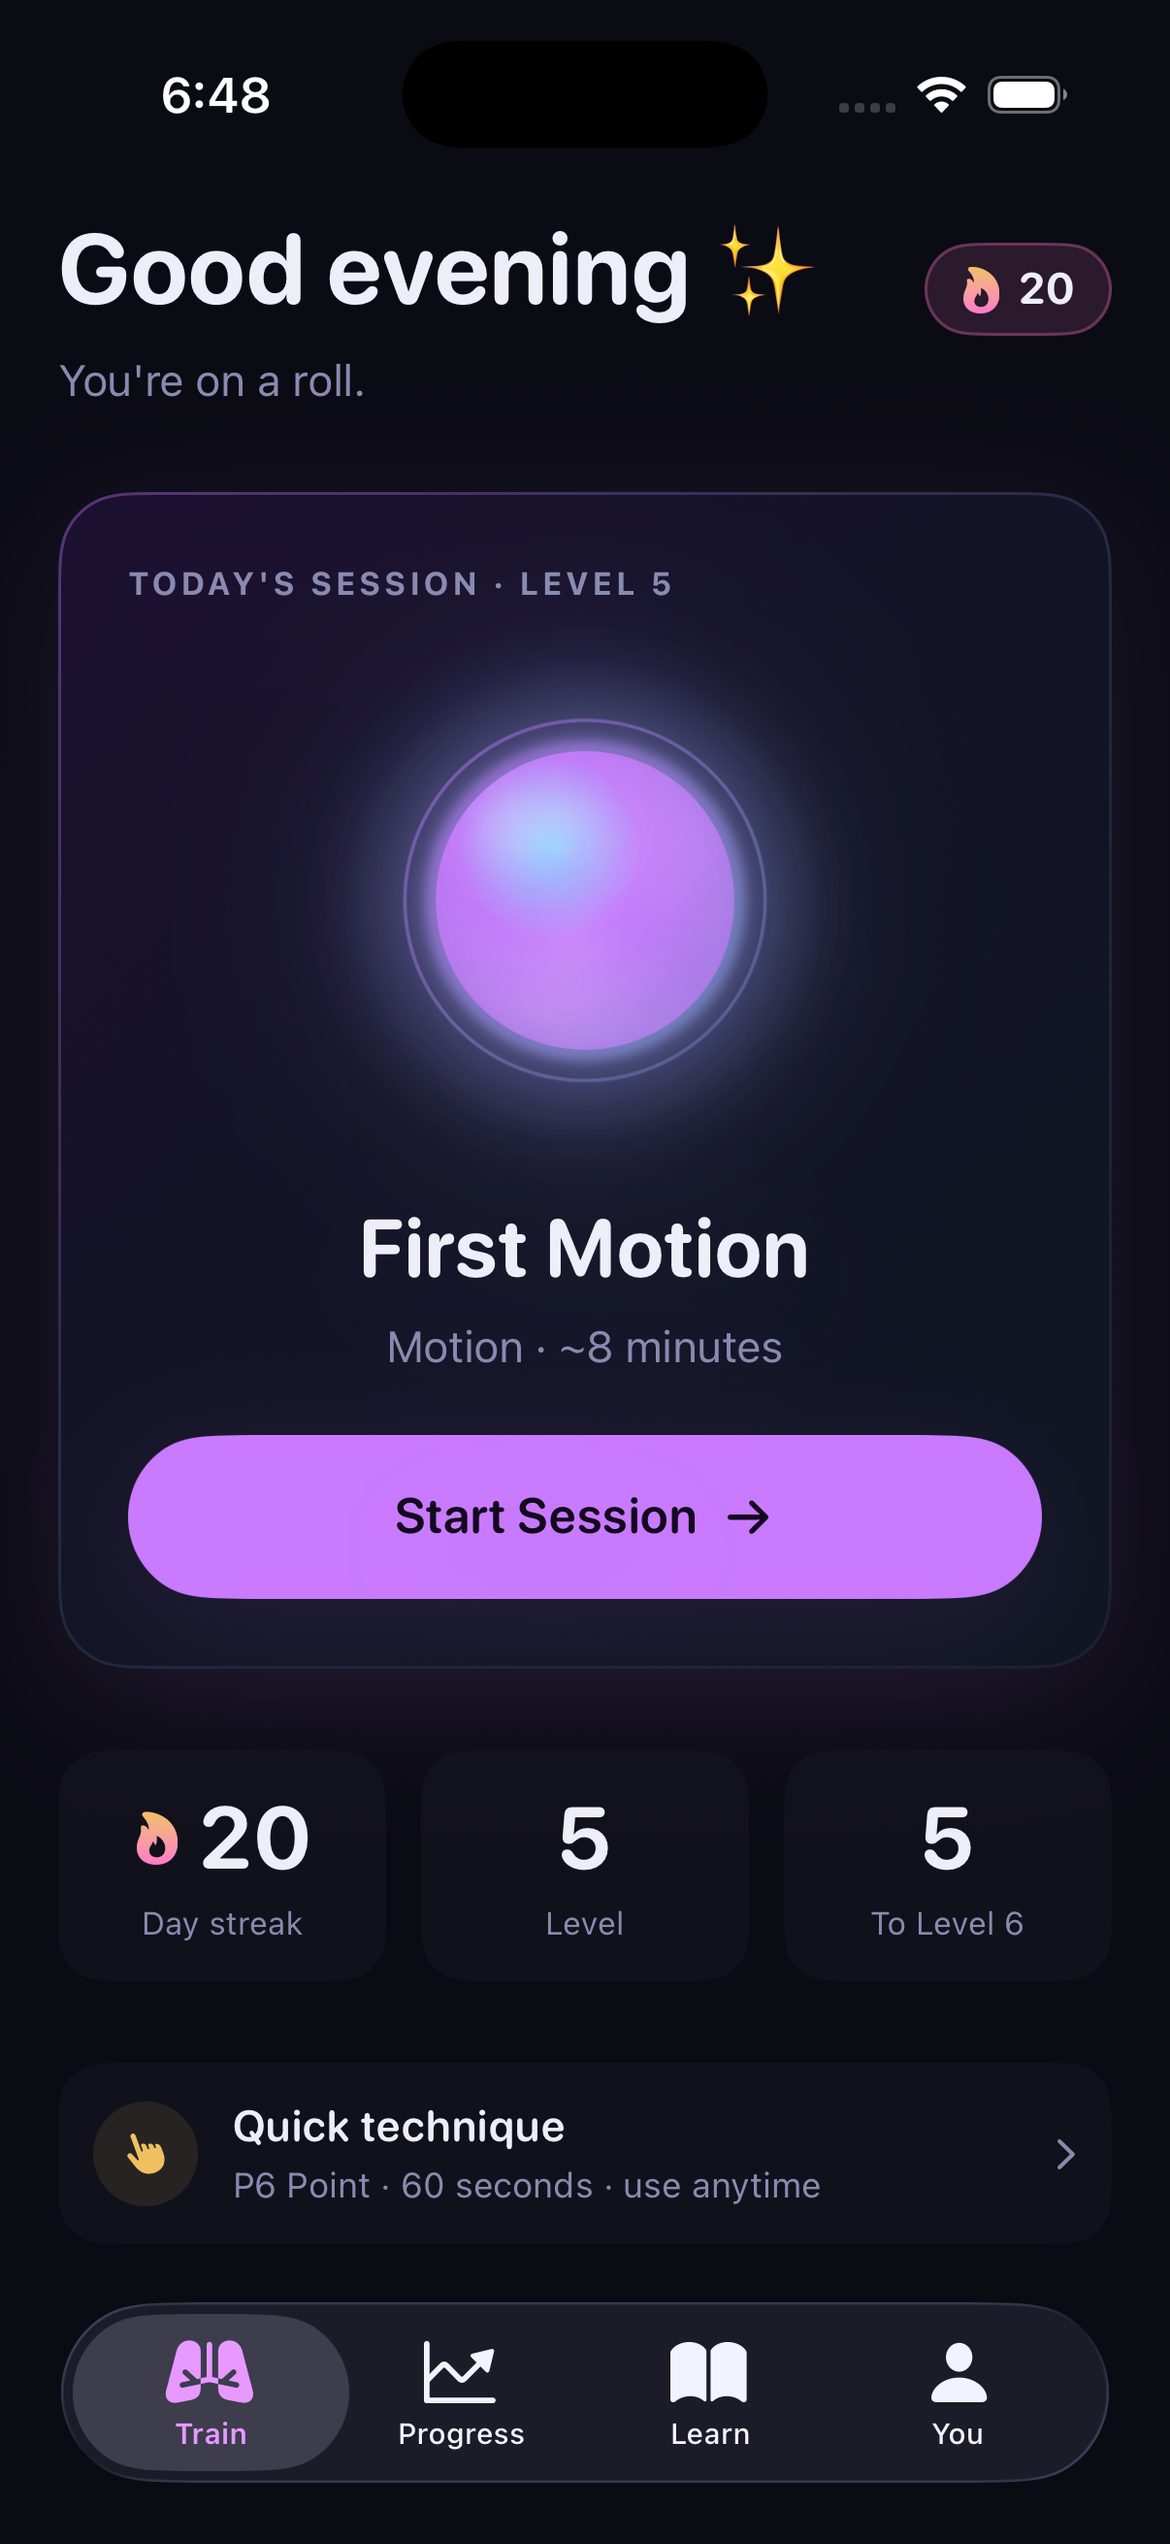 6:48
Good evening ✨
20
You're on a roll.
TODAY'S SESSION · LEVEL 5
First Motion
Motion · ~8 minutes
Start Session →
20
Day streak
5
Level
5
To Level 6
Quick technique
P6 Point · 60 seconds · use anytime
Train
Progress
Learn
You